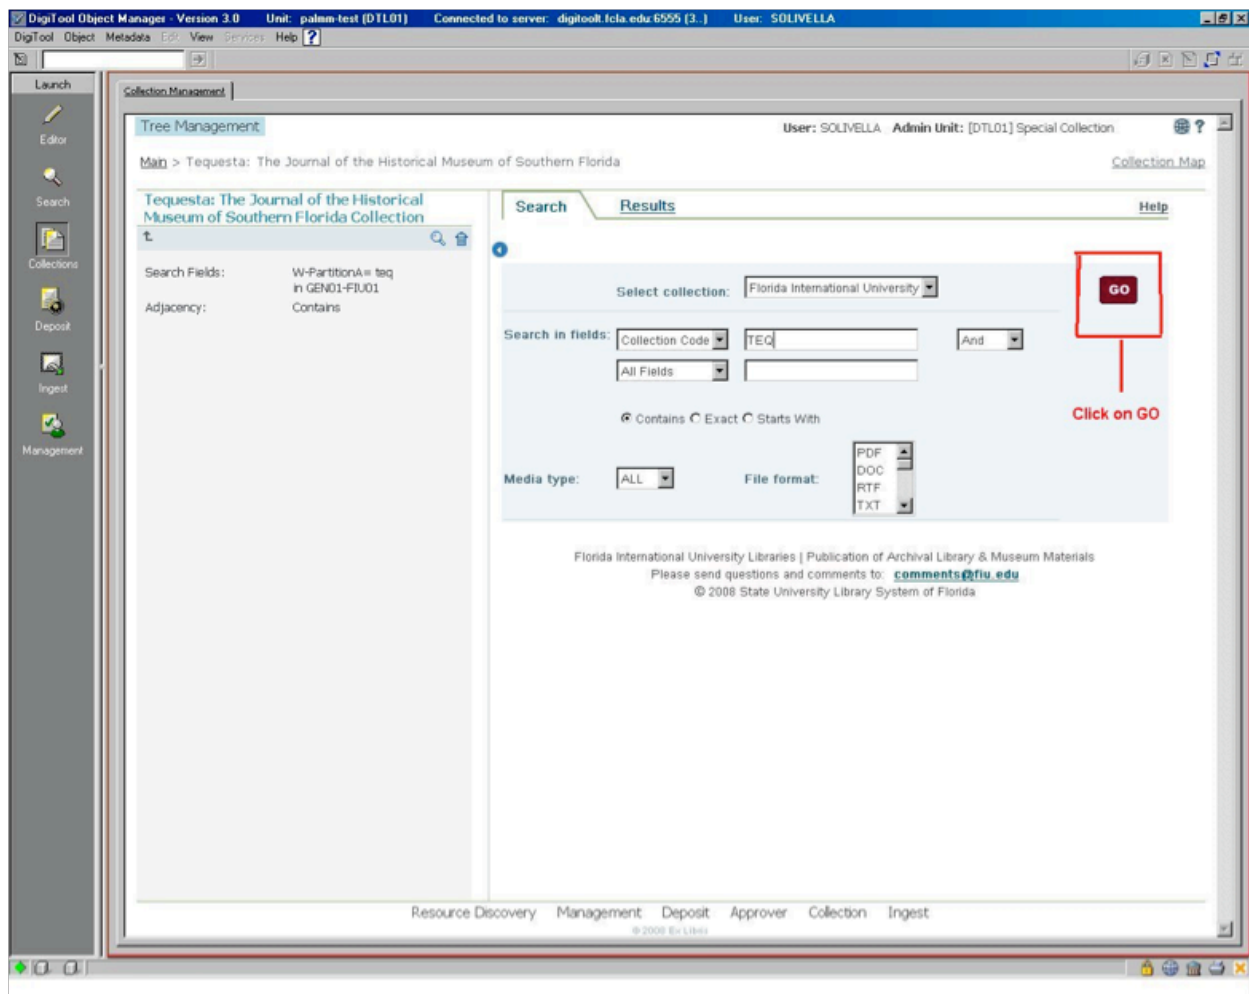 DigiTool Object Manager - Version 3.0 Unit: palmm-test (DTL01) Connected to server: digitoolt.fcla.edu:6555 (3..) User: SOLIVELLA
DigiTool Object Metadata Edit View Services Help ?
Launch
Editor
Search
Collections
Deposit
Ingest
Management
Collection Management
Tree Management
User: SOLIVELLA Admin Unit: [DTL01] Special Collection ?
Main > Tequesta: The Journal of the Historical Museum of Southern Florida
Collection Map
Tequesta: The Journal of the Historical
Museum of Southern Florida Collection
Search Fields: W-PartitionA= teq
in GEN01-FIU01
Adjacency: Contains
Search Results Help
Select collection: Florida International University
GO
Search in fields: Collection Code TEQ And
All Fields
Contains Exact Starts With
Click on GO
Media type: ALL File format: PDF
DOC
RTF
TXT
Florida International University Libraries | Publication of Archival Library & Museum Materials
Please send questions and comments to: comments@fiu.edu
© 2008 State University Library System of Florida
Resource Discovery Management Deposit Approver Collection Ingest
© 2008 Ex Libris